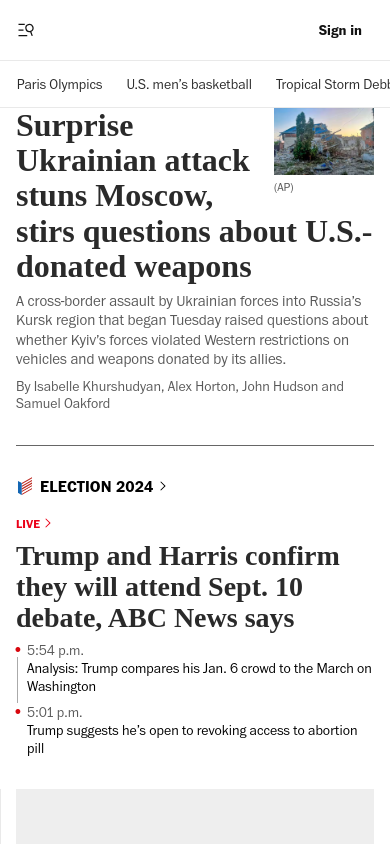 Sign in
Paris Olympics U.S. men's basketball Tropical Storm Debb
Surprise
Ukrainian attack
stuns Moscow,
stirs questions about U.S.-
donated weapons
(AP)
A cross-border assault by Ukrainian forces into Russia's
Kursk region that began Tuesday raised questions about
whether Kyiv's forces violated Western restrictions on
vehicles and weapons donated by its allies.
By Isabelle Khurshudyan, Alex Horton, John Hudson and
Samuel Oakford
ELECTION 2024
LIVE
Trump and Harris confirm
they will attend Sept. 10
debate, ABC News says
5:54 p.m.
Analysis: Trump compares his Jan. 6 crowd to the March on
Washington
5:01 p.m.
Trump suggests he's open to revoking access to abortion
pill